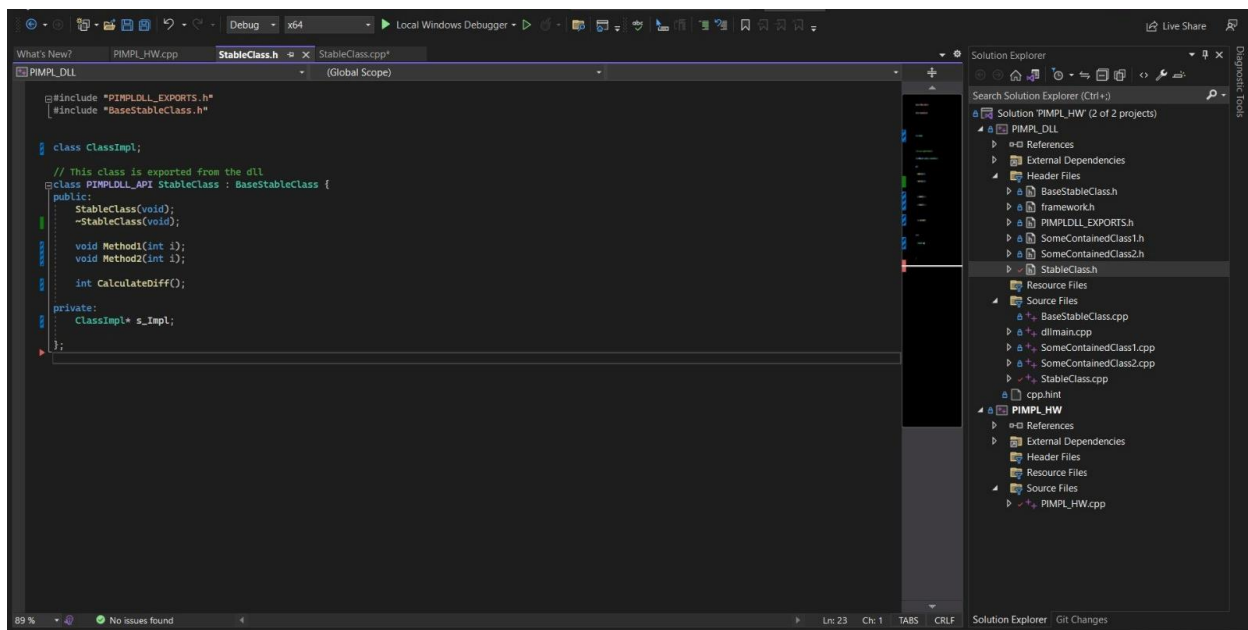 Debug
x64
Local Windows Debugger
Live Share
What's New?
PIMPL_HW.cpp
StableClass.h
StableClass.cpp*
PIMPL_DLL
(Global Scope)
#include "PIMPLDLL_EXPORTS.h"
#include "BaseStableClass.h"
class ClassImpl;
// This class is exported from the dll
class PIMPLDLL_API StableClass : BaseStableClass {
public:
StableClass(void);
~StableClass(void);
void Method1(int i);
void Method2(int i);
int CalculateDiff();
private:
ClassImpl* s_Impl;
};
89 %
No issues found
Ln: 23
Ch: 1
TABS
CRLF
Solution Explorer
Search Solution Explorer (Ctrl+;)
Solution 'PIMPL_HW' (2 of 2 projects)
PIMPL_DLL
References
External Dependencies
Header Files
BaseStableClass.h
framework.h
PIMPLDLL_EXPORTS.h
SomeContainedClass1.h
SomeContainedClass2.h
StableClass.h
Resource Files
Source Files
BaseStableClass.cpp
dllmain.cpp
SomeContainedClass1.cpp
SomeContainedClass2.cpp
StableClass.cpp
cpp.hint
PIMPL_HW
References
External Dependencies
Header Files
Resource Files
Source Files
PIMPL_HW.cpp
Solution Explorer
Git Changes
Diagnostic Tools